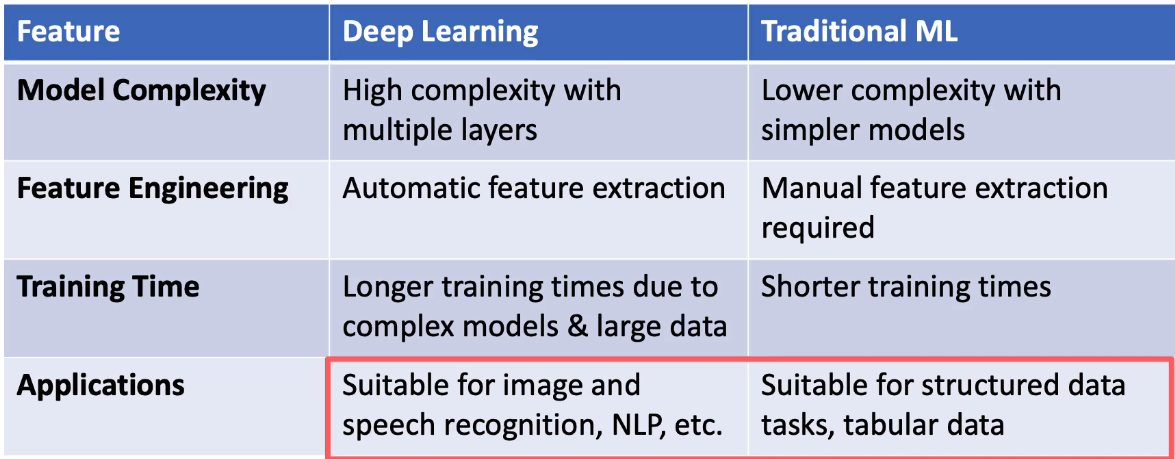 Feature Deep Learning Traditional ML
Model Complexity High complexity with multiple layers Lower complexity with simpler models
Feature Engineering Automatic feature extraction Manual feature extraction required
Training Time Longer training times due to complex models & large data Shorter training times
Applications Suitable for image and speech recognition, NLP, etc. Suitable for structured data tasks, tabular data